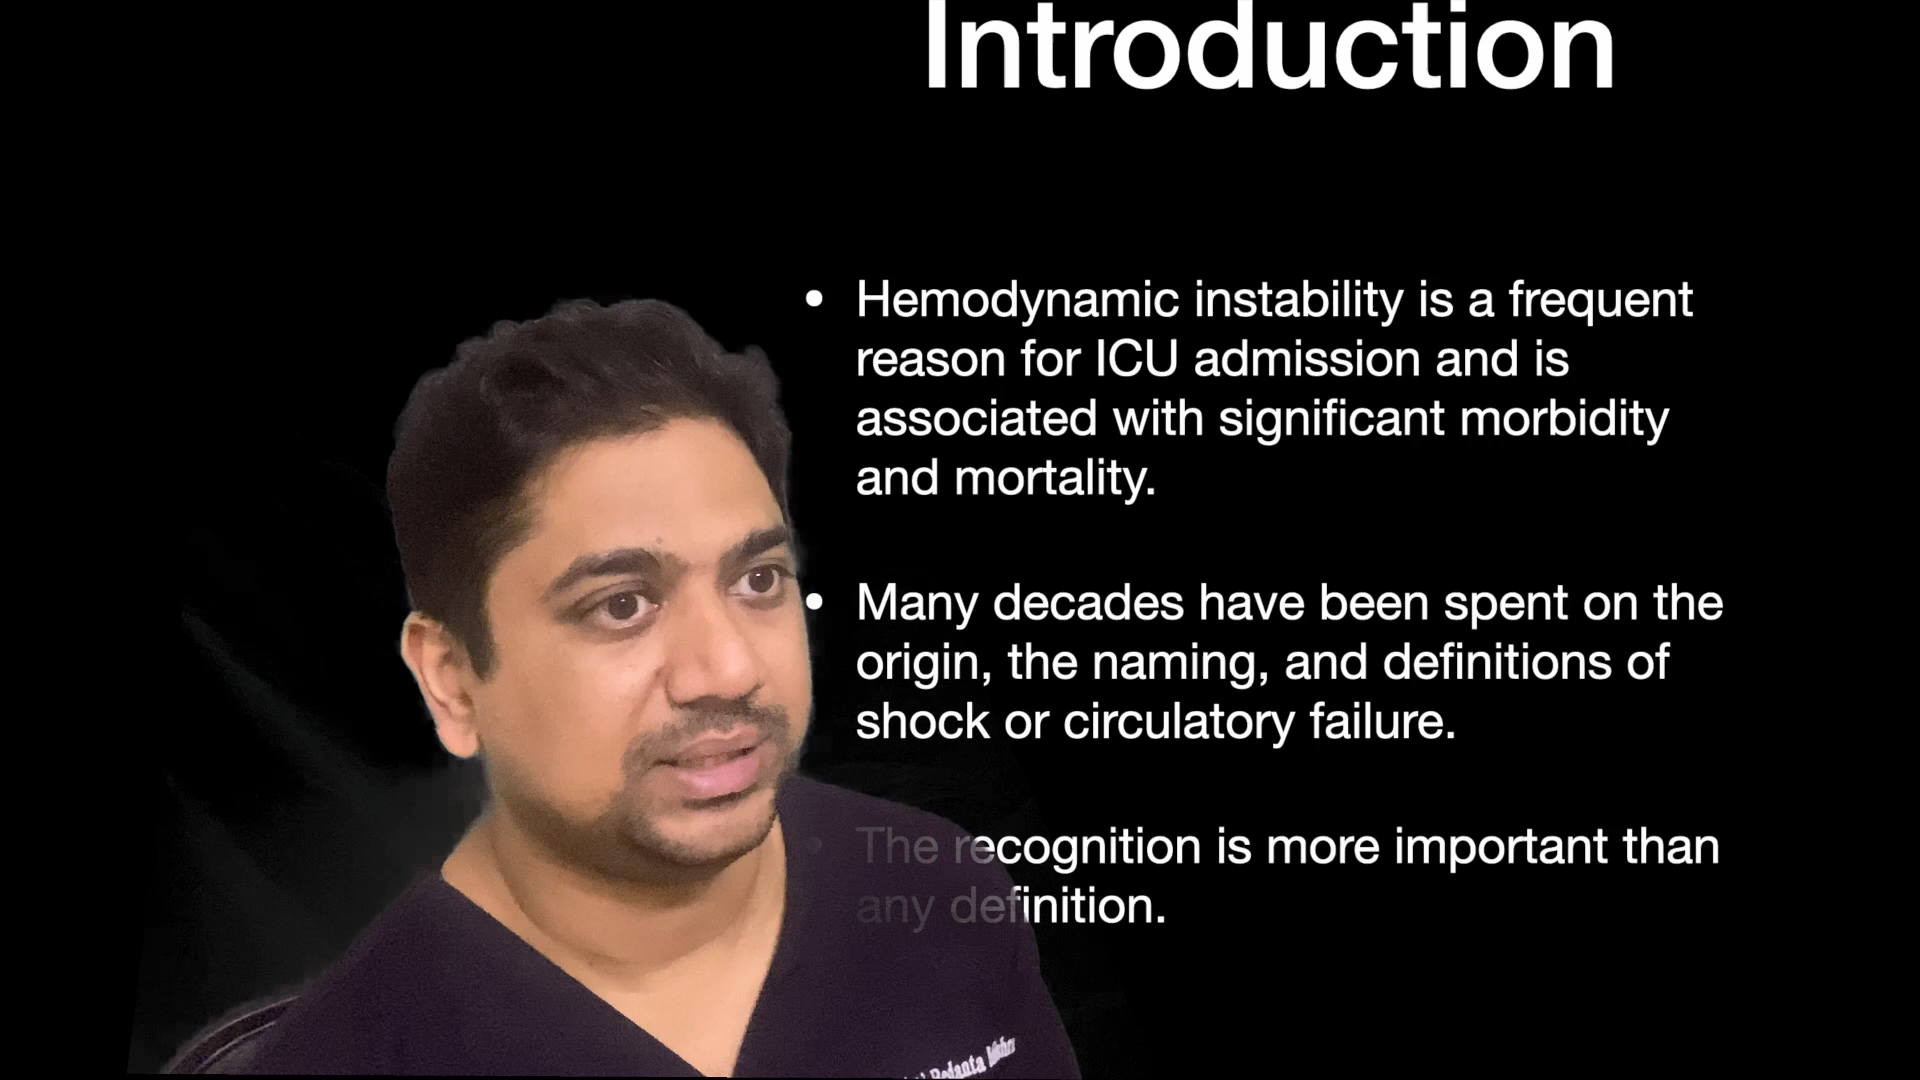 Introduction
• Hemodynamic instability is a frequent
reason for ICU admission and is
associated with significant morbidity
and mortality.
• Many decades have been spent on the
origin, the naming, and definitions of
shock or circulatory failure.
• The recognition is more important than
any definition.